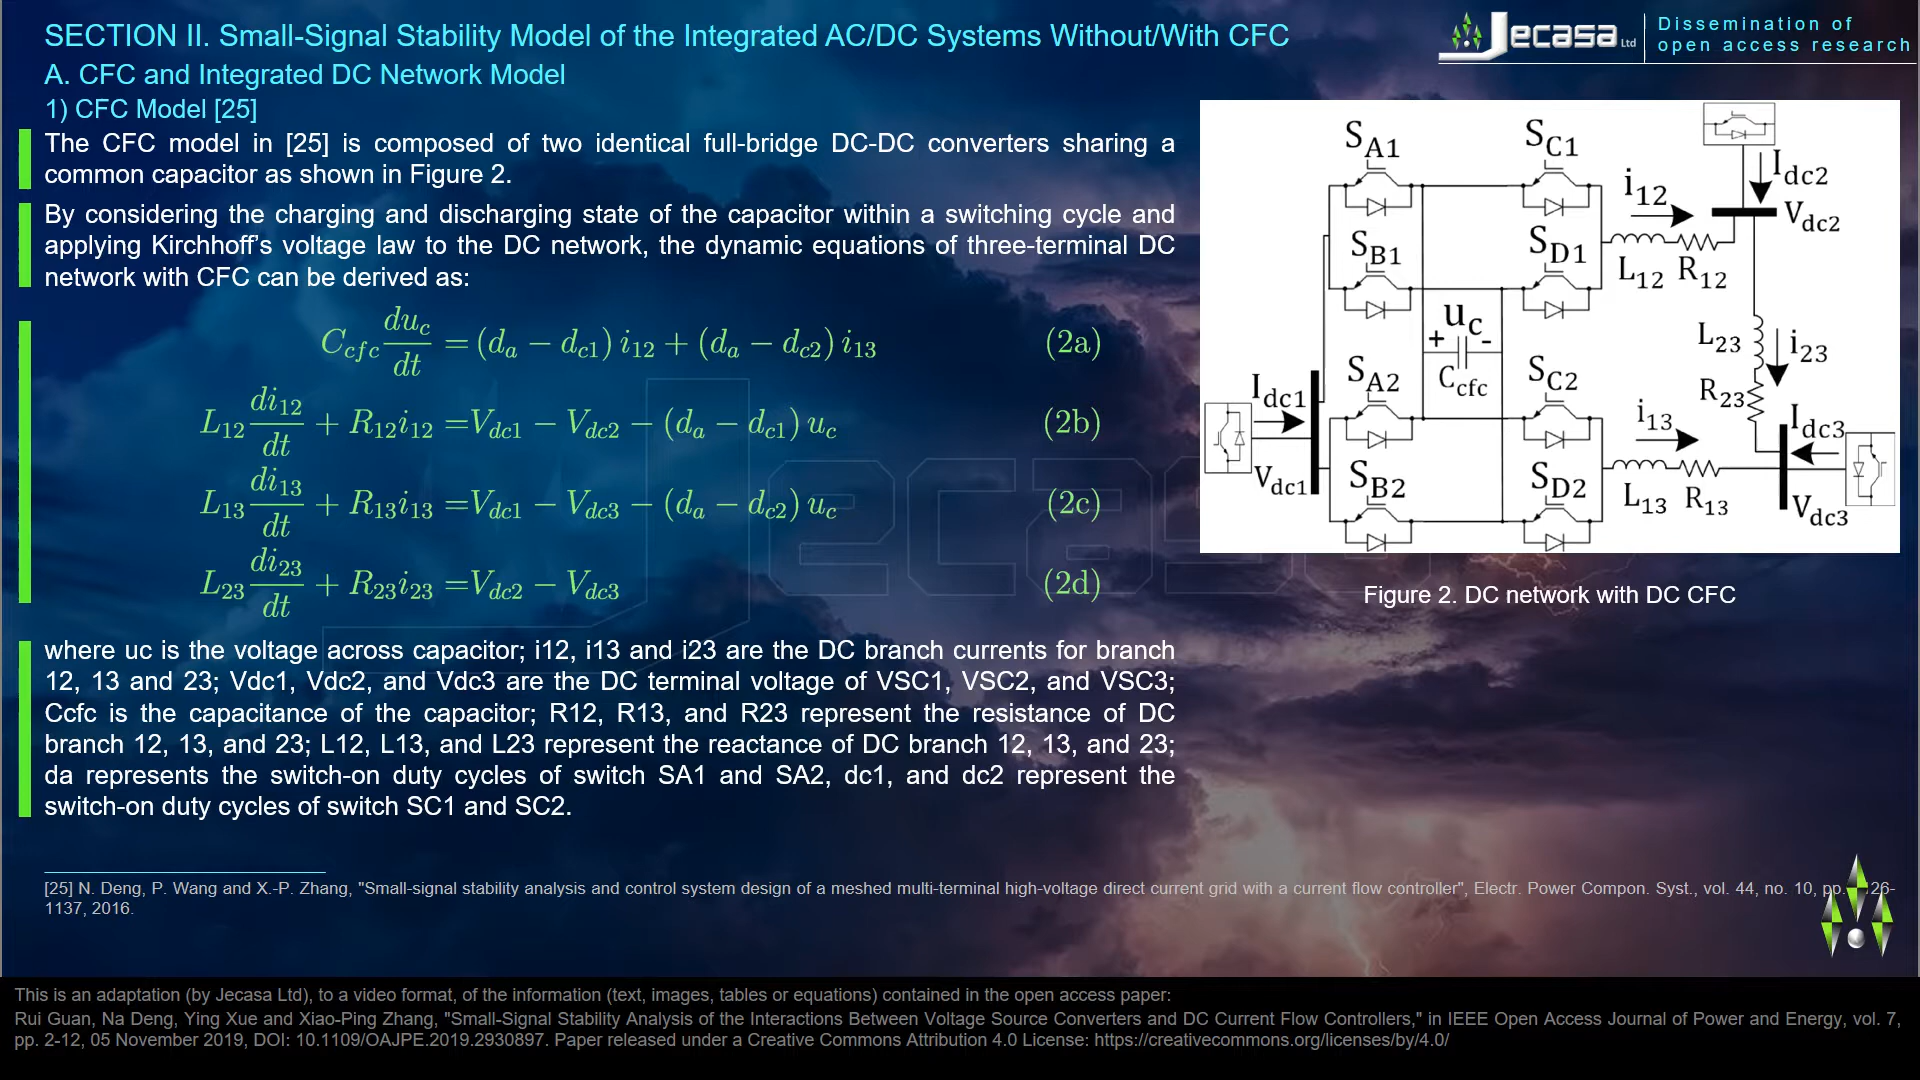 SECTION II. Small-Signal Stability Model of the Integrated AC/DC Systems Without/With CFC
A. CFC and Integrated DC Network Model
1) CFC Model [25]
Jecasa Ltd
Dissemination of
open access research
The CFC model in [25] is composed of two identical full-bridge DC-DC converters sharing a
common capacitor as shown in Figure 2.
By considering the charging and discharging state of the capacitor within a switching cycle and
applying Kirchhoff's voltage law to the DC network, the dynamic equations of three-terminal DC
network with CFC can be derived as:
C_cfc du_c/dt = (d_a − d_c1) i_12 + (d_a − d_c2) i_13 (2a)
L_12 di_12/dt + R_12 i_12 = V_dc1 − V_dc2 − (d_a − d_c1) u_c (2b)
L_13 di_13/dt + R_13 i_13 = V_dc1 − V_dc3 − (d_a − d_c2) u_c (2c)
L_23 di_23/dt + R_23 i_23 = V_dc2 − V_dc3 (2d)
where uc is the voltage across capacitor; i12, i13 and i23 are the DC branch currents for branch
12, 13 and 23; Vdc1, Vdc2, and Vdc3 are the DC terminal voltage of VSC1, VSC2, and VSC3;
Ccfc is the capacitance of the capacitor; R12, R13, and R23 represent the resistance of DC
branch 12, 13, and 23; L12, L13, and L23 represent the reactance of DC branch 12, 13, and 23;
da represents the switch-on duty cycles of switch SA1 and SA2, dc1, and dc2 represent the
switch-on duty cycles of switch SC1 and SC2.
S_A1 S_C1
I_dc2
i_12
V_dc2
S_B1 S_D1
L_12 R_12
u_c
+ -
L_23 i_23
C_cfc
S_A2 S_C2
I_dc1
R_23
i_13
I_dc3
V_dc1
S_B2 S_D2
L_13 R_13
V_dc3
Figure 2. DC network with DC CFC
Jecasa
[25] N. Deng, P. Wang and X.-P. Zhang, "Small-signal stability analysis and control system design of a meshed multi-terminal high-voltage direct current grid with a current flow controller", Electr. Power Compon. Syst., vol. 44, no. 10, pp. 26-
1137, 2016.
This is an adaptation (by Jecasa Ltd), to a video format, of the information (text, images, tables or equations) contained in the open access paper:
Rui Guan, Na Deng, Ying Xue and Xiao-Ping Zhang, "Small-Signal Stability Analysis of the Interactions Between Voltage Source Converters and DC Current Flow Controllers," in IEEE Open Access Journal of Power and Energy, vol. 7,
pp. 2-12, 05 November 2019, DOI: 10.1109/OAJPE.2019.2930897. Paper released under a Creative Commons Attribution 4.0 License: https://creativecommons.org/licenses/by/4.0/